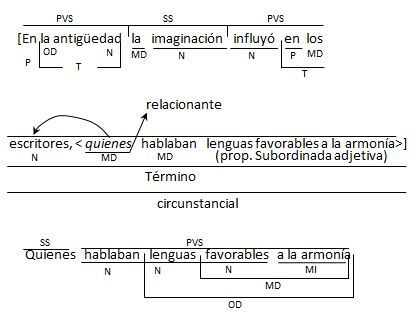 PVS SS PVS
[En la antigüedad la imaginación influyó en los
P OD N MD N N P MD
T T
relacionante
escritores, < quienes hablaban lenguas favorables a la armonía>]
N MD MD (prop. Subordinada adjetiva)
Término
circunstancial
SS PVS
Quienes hablaban lenguas favorables a la armonía
N N N MI
MD
OD